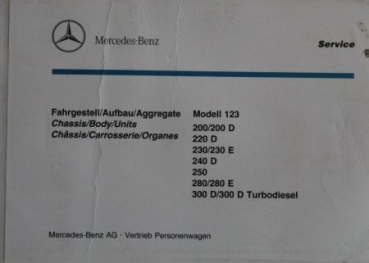 Mercedes-Benz
Service
Fahrgestell/Aufbau/Aggregate Modell 123
Chassis/Body/Units 200/200 D
Châssis/Carrosserie/Organes 220 D
230/230 E
240 D
250
280/280 E
300 D/300 D Turbodiesel
Mercedes-Benz AG · Vertrieb Personenwagen